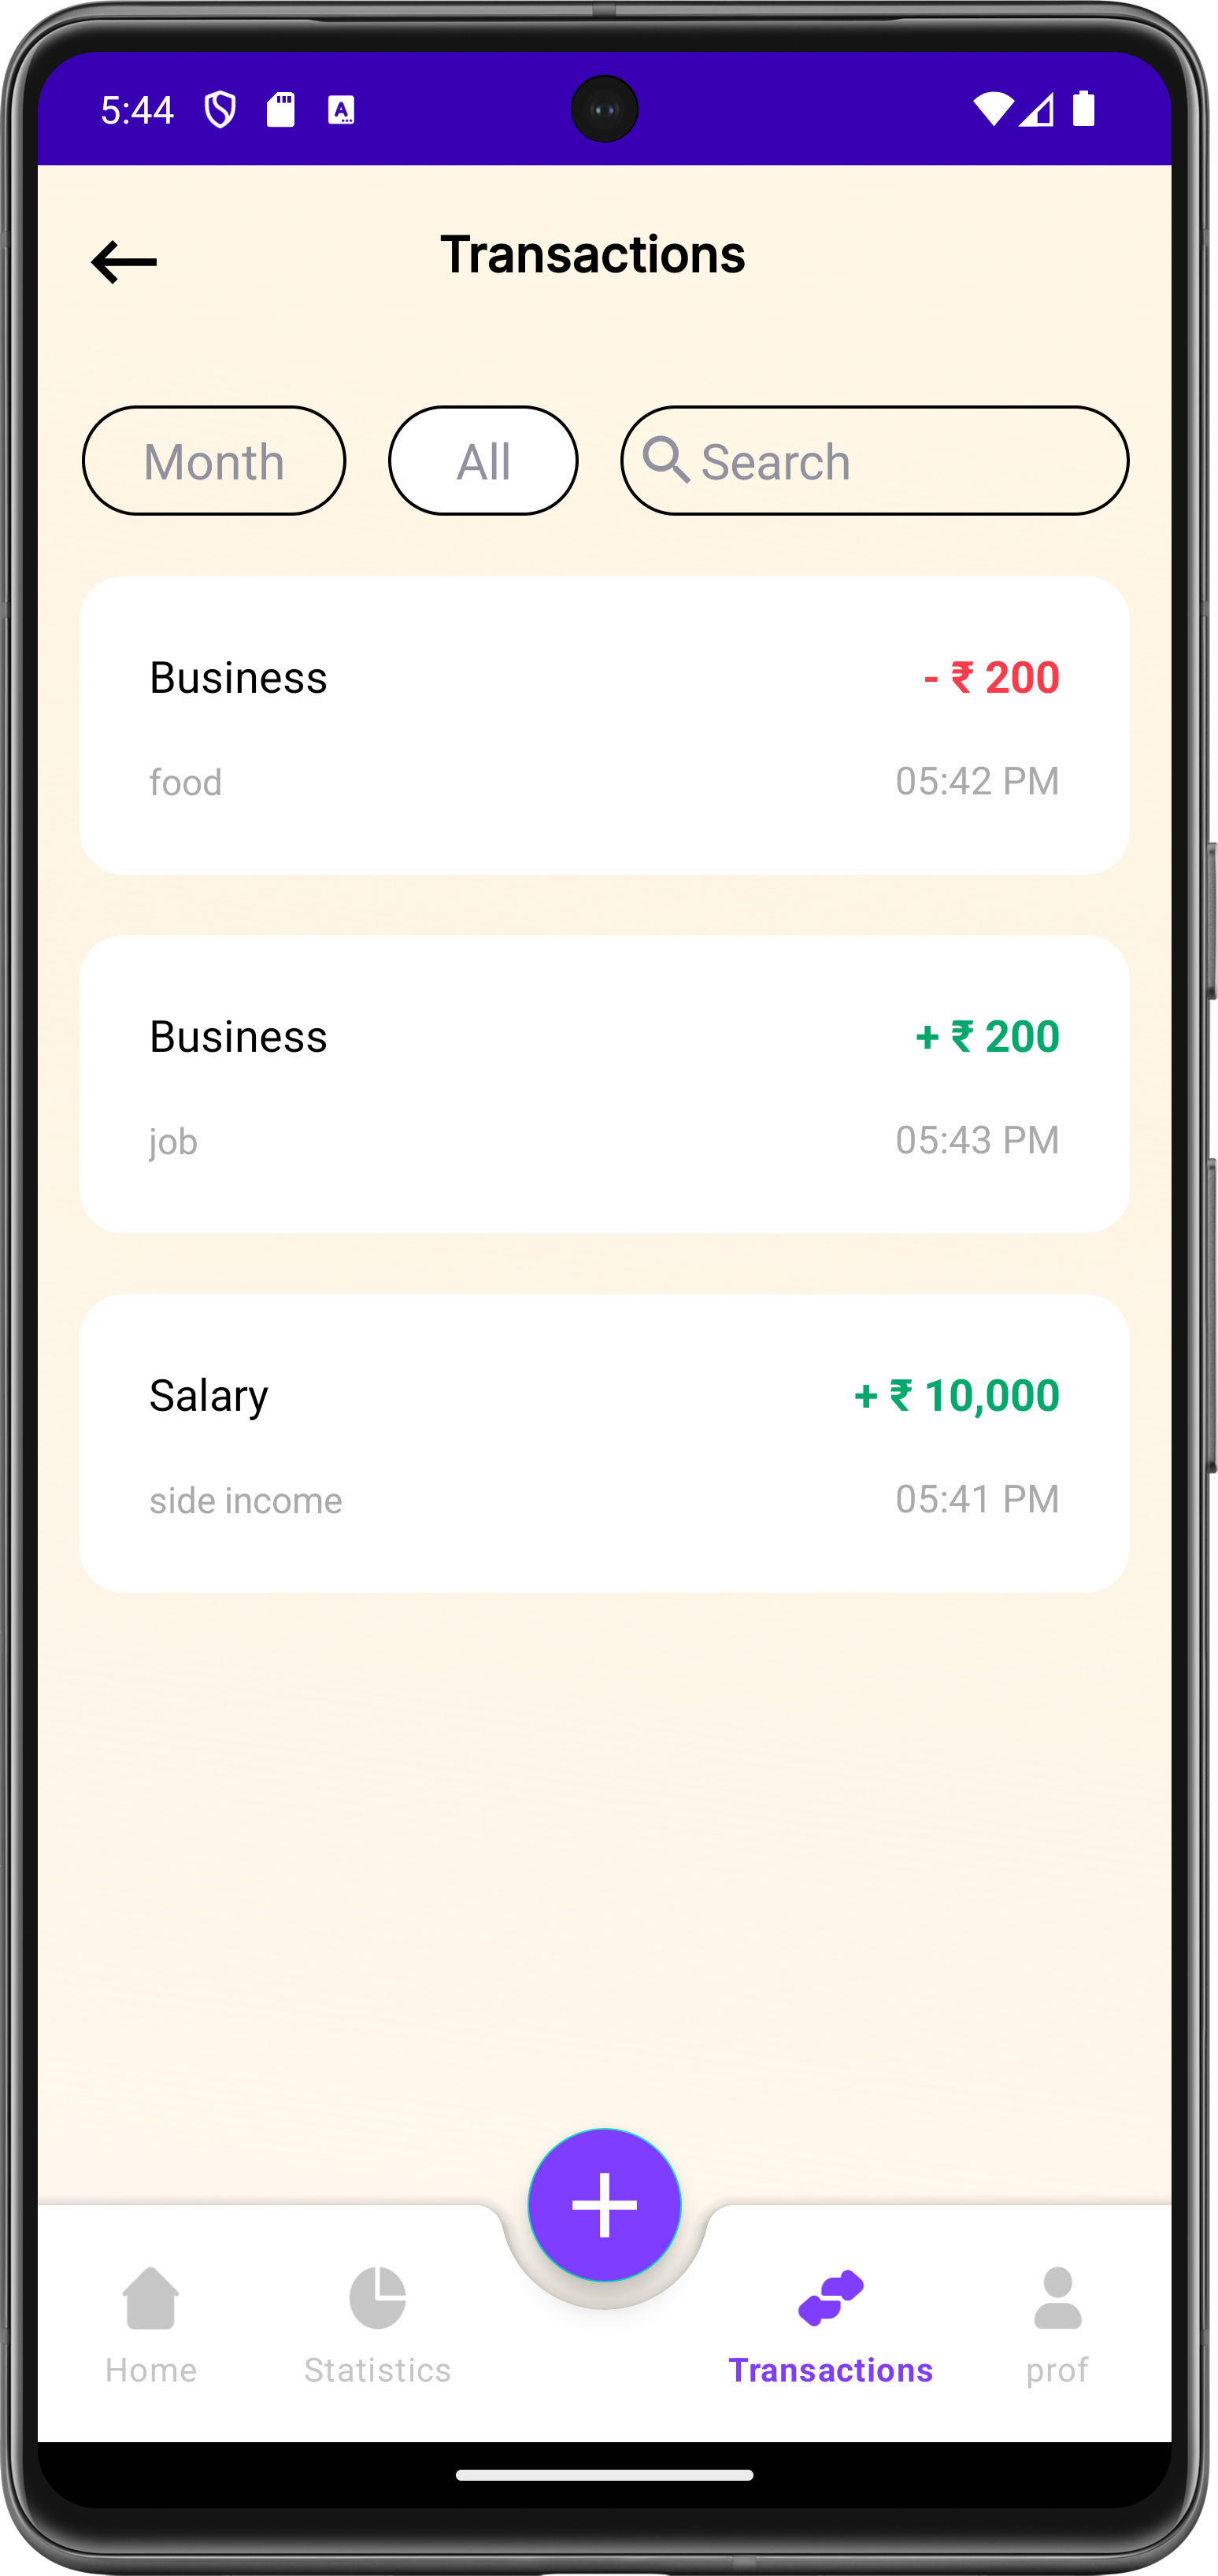 5:44
Transactions
Month All Search
Business - ₹ 200
food 05:42 PM
Business + ₹ 200
job 05:43 PM
Salary + ₹ 10,000
side income 05:41 PM
Home Statistics Transactions prof